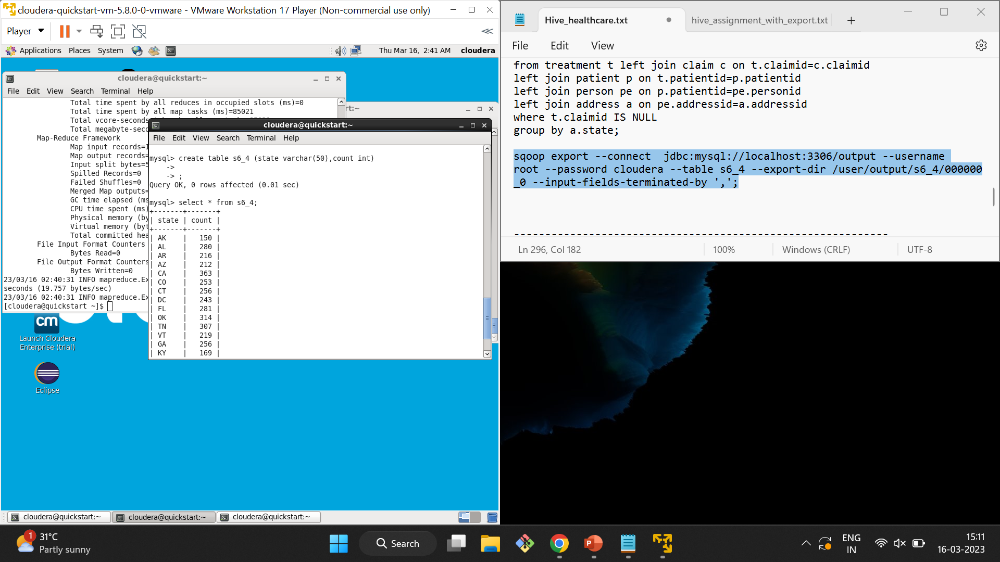 cloudera-quickstart-vm-5.8.0-0-vmware - VMware Workstation 17 Player (Non-commercial use only)
Player
Applications Places System
Thu Mar 16, 2:41 AM cloudera
cloudera@quickstart:~
File Edit View Search Terminal Help
Total time spent by all reduces in occupied slots (ms)=0
Total time spent by all map tasks (ms)=85021
Total vcore-seconds
Total megabyte-seco
Map-Reduce Framework
Map input records=1
Map output records=
Input split bytes=5
Spilled Records=0
Failed Shuffles=0
Merged Map outputs=
GC time elapsed (ms
CPU time spent (ms)
Physical memory (by
Virtual memory (byt
Total committed hea
File Input Format Counters
Bytes Read=0
File Output Format Counters
Bytes Written=0
23/03/16 02:40:31 INFO mapreduce.Ex
seconds (19.757 bytes/sec)
23/03/16 02:40:31 INFO mapreduce.Ex
[cloudera@quickstart ~]$
rt:~
cloudera@quickstart:~
File Edit View Search Terminal Help
mysql> create table s6_4 (state varchar(50),count int)
->
-> ;
Query OK, 0 rows affected (0.01 sec)
mysql> select * from s6_4;
+-------+-------+
| state | count |
+-------+-------+
| AK | 150 |
| AL | 280 |
| AR | 216 |
| AZ | 212 |
| CA | 363 |
| CO | 253 |
| CT | 256 |
| DC | 243 |
| FL | 281 |
| OK | 314 |
| TN | 307 |
| VT | 219 |
| GA | 256 |
| KY | 169 |
cm
Launch Cloudera
Enterprise (trial)
Eclipse
cloudera@quickstart:~
cloudera@quickstart:~
cloudera@quickstart:~
Hive_healthcare.txt
hive_assignment_with_export.txt
File Edit View
from treatment t left join claim c on t.claimid=c.claimid
left join patient p on t.patientid=p.patientid
left join person pe on p.patientid=pe.personid
left join address a on pe.addressid=a.addressid
where t.claimid IS NULL
group by a.state;
sqoop export --connect  jdbc:mysql://localhost:3306/output --username
root --password cloudera --table s6_4 --export-dir /user/output/s6_4/000000
_0 --input-fields-terminated-by ',';
------------------------------------------------------------
Ln 296, Col 182
100%
Windows (CRLF)
UTF-8
1
31°C
Partly sunny
Search
P
ENG
IN
15:11
16-03-2023